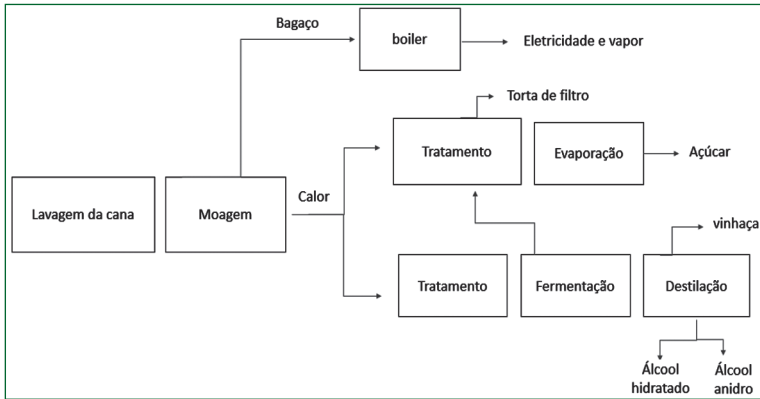 Bagaço
boiler
Eletricidade e vapor
Torta de filtro
Tratamento
Evaporação
Açúcar
Lavagem da cana
Moagem
Calor
vinhaça
Tratamento
Fermentação
Destilação
Álcool
hidratado
Álcool
anidro